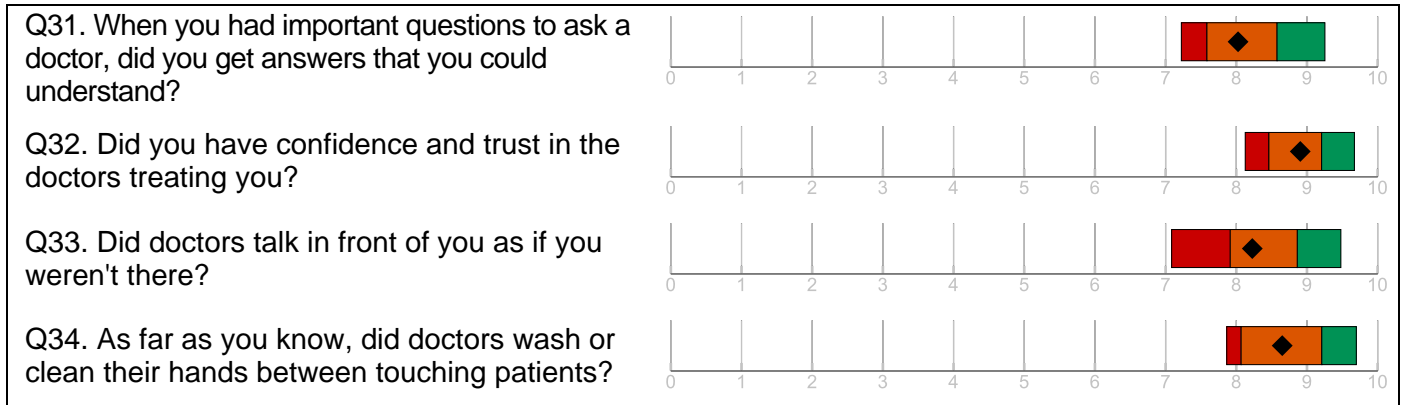 Q31. When you had important questions to ask a
doctor, did you get answers that you could
understand?
0 1 2 3 4 5 6 7 8 9 10
Q32. Did you have confidence and trust in the
doctors treating you?
0 1 2 3 4 5 6 7 8 9 10
Q33. Did doctors talk in front of you as if you
weren't there?
0 1 2 3 4 5 6 7 8 9 10
Q34. As far as you know, did doctors wash or
clean their hands between touching patients?
0 1 2 3 4 5 6 7 8 9 10